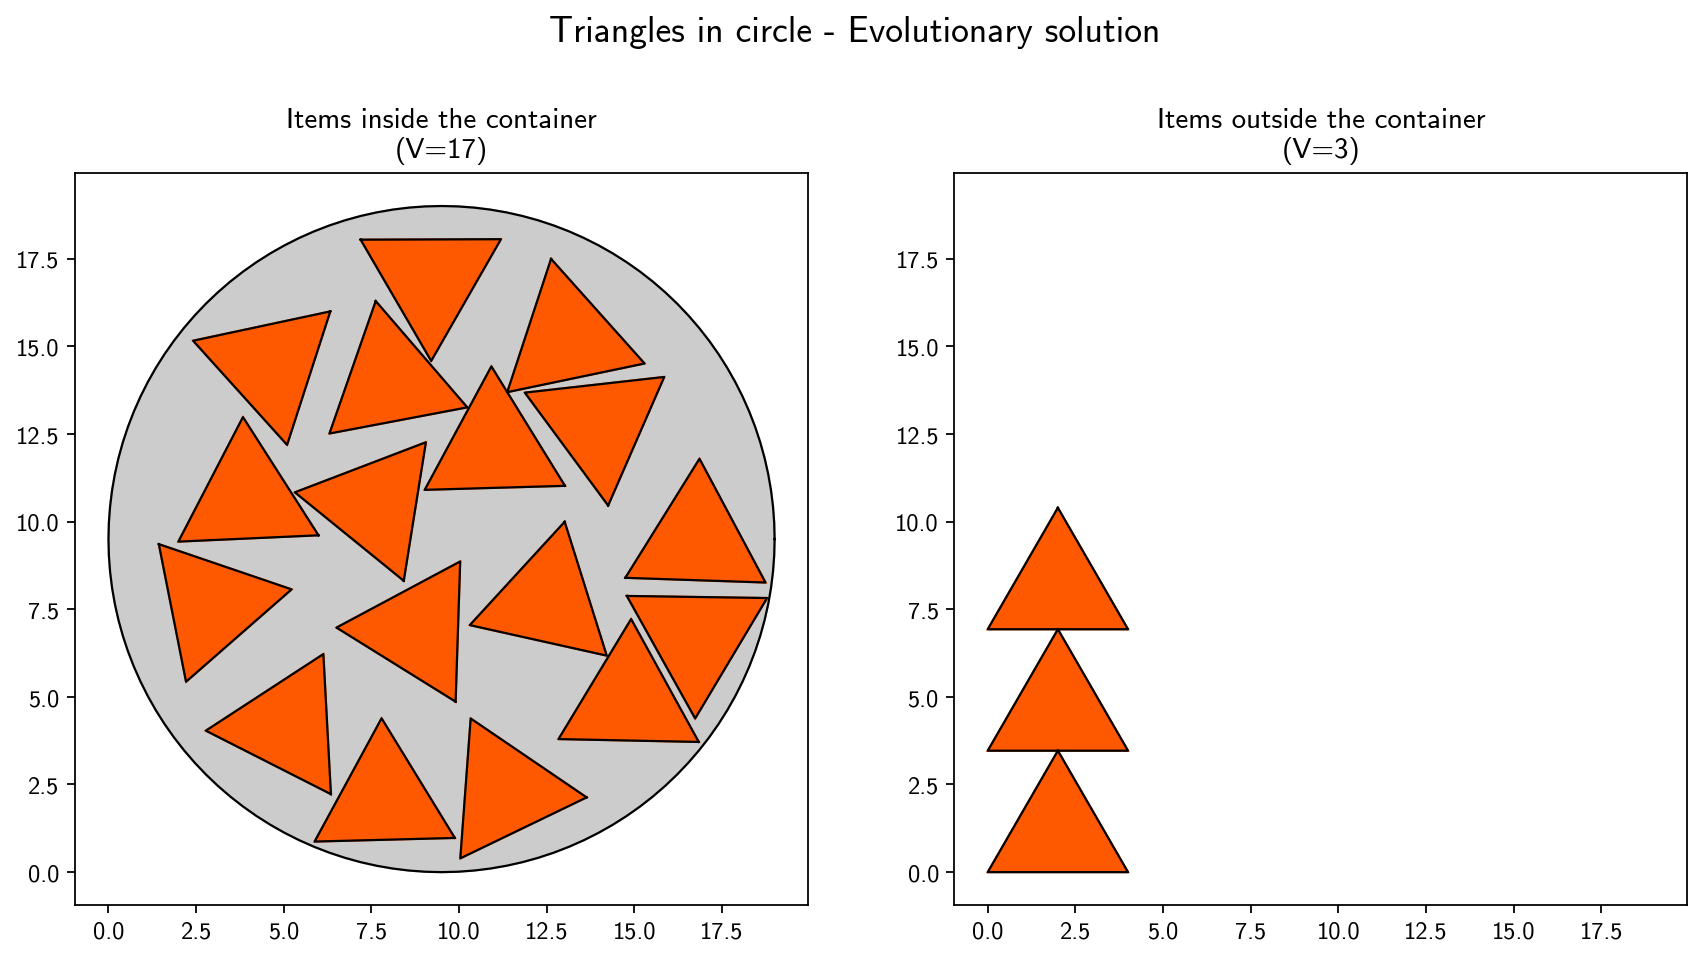 Triangles in circle - Evolutionary solution
Items inside the container
(V=17)
17.5
15.0
12.5
10.0
7.5
5.0
2.5
0.0
0.0 2.5 5.0 7.5 10.0 12.5 15.0 17.5
Items outside the container
(V=3)
17.5
15.0
12.5
10.0
7.5
5.0
2.5
0.0
0.0 2.5 5.0 7.5 10.0 12.5 15.0 17.5